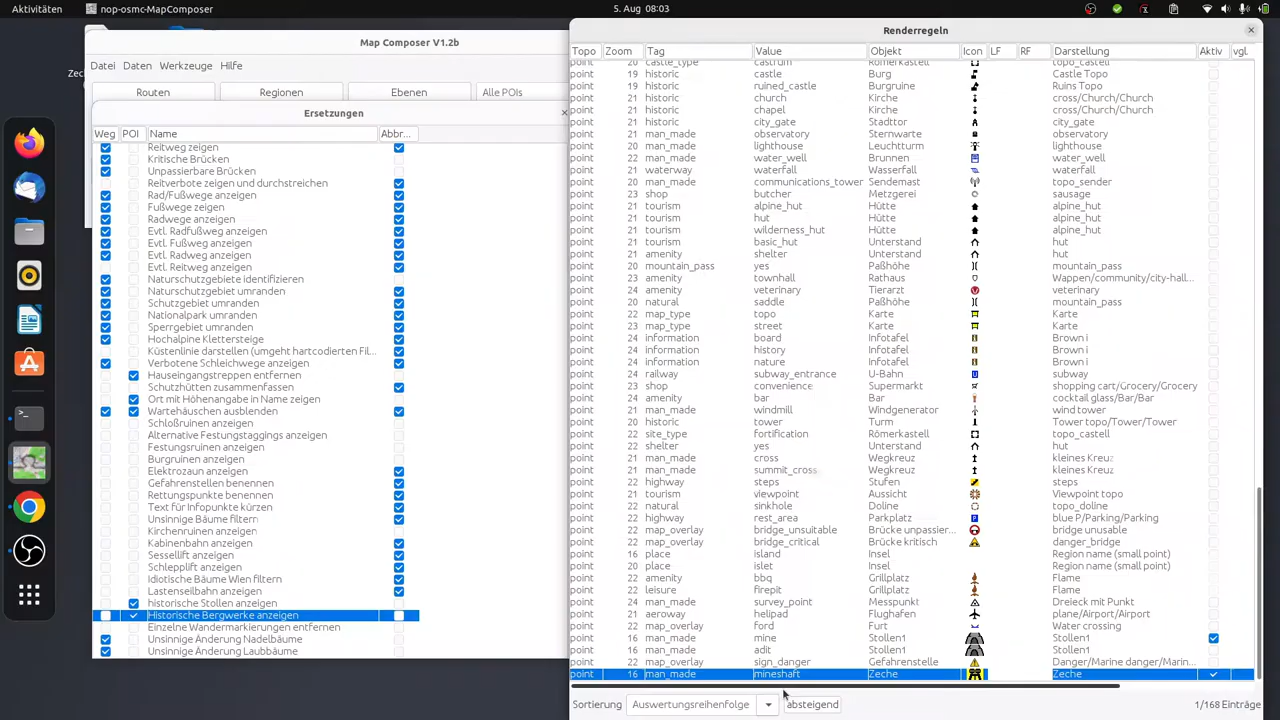 Aktivitäten
nop-osmc-MapComposer
5. Aug 08:03
Zec
Map Composer V1.2b
Datei Daten Werkzeuge Hilfe
Routen Regionen Ebenen Alle POIs
Ersetzungen
Weg POI Name Abbr...
Reitweg zeigen
Kritische Brücken
Unpassierbare Brücken
Reitverbote zeigen und durchstreichen
Rad/Fußwege anzeigen
Fußwege zeigen
Radwege anzeigen
Evtl. Radfußweg anzeigen
Evtl. Fußweg anzeigen
Evtl. Radweg anzeigen
Evtl. Reitweg anzeigen
Naturschutzgebiete identifizieren
Naturschutzgebiet umranden
Schutzgebiet umranden
Nationalpark umranden
Sperrgebiet umranden
Hochalpine Klettersteige
Küstenlinie darstellen (umgeht hartcodierten Fil...
Verbotene Schleichwege anzeigen
Hauseingangstreppen entfernen
Schutzhütten zusammenfassen
Ort mit Höhenangabe in Name zeigen
Wartehäuschen ausblenden
Schloßruinen anzeigen
Alternative Festungstaggings anzeigen
Festungsruinen anzeigen
Burgruinen anzeigen
Elektrozaun anzeigen
Gefahrenstellen benennen
Rettungspunkte benennen
Text für Infopunkte kürzen
Unsinnige Bäume filtern
Kirchenruinen anzeigen
Kabinenbahn anzeigen
Sessellift anzeigen
Schlepplift anzeigen
Idiotische Bäume Wien filtern
Lastenseilbahn anzeigen
historische Stollen anzeigen
Historische Bergwerke anzeigen
Einzelne Wandermarkierungen entfernen
Unsinnige Änderung Nadelbäume
Unsinnige Änderung Laubbäume
Renderregeln
Topo Zoom Tag Value Objekt Icon LF RF Darstellung Aktiv vgl.
point 20 castle_type castrum Römerkastell topo_castell
point 19 historic castle Burg Castle Topo
point 19 historic ruined_castle Burgruine Ruins Topo
point 21 historic church Kirche cross/Church/Church
point 21 historic chapel Kirche cross/Church/Church
point 22 historic city_gate Stadttor city_gate
point 21 man_made observatory Sternwarte observatory
point 21 man_made lighthouse Leuchtturm lighthouse
point 22 man_made water_well Brunnen water_well
point 21 waterway waterfall Wasserfall waterfall
point 20 man_made communications_tower Sendemast topo_sender
point 23 shop butcher Metzgerei sausage
point 21 tourism alpine_hut Hütte alpine_hut
point 21 tourism hut Hütte alpine_hut
point 21 tourism wilderness_hut Hütte alpine_hut
point 21 tourism basic_hut Unterstand hut
point 21 amenity shelter Unterstand hut
point 20 mountain_pass yes Paßhöhe mountain_pass
point 23 amenity townhall Rathaus Wappen/community/city-hall...
point 24 amenity veterinary Tierarzt veterinary
point 20 natural saddle Paßhöhe mountain_pass
point 22 map_type topo Karte Karte
point 23 map_type street Karte Karte
point 24 information board Infotafel Brown i
point 24 information history Infotafel Brown i
point 24 information nature Infotafel Brown i
point 24 railway subway_entrance U-Bahn subway
point 23 shop convenience Supermarkt shopping cart/Grocery/Grocery
point 24 amenity bar Bar cocktail glass/Bar/Bar
point 22 man_made windmill Windgenerator wind tower
point 20 historic tower Turm Tower topo/Tower/Tower
point 22 site_type fortification Römerkastell topo_castell
point 22 shelter yes Unterstand hut
point 21 man_made cross Wegkreuz kleines Kreuz
point 21 man_made summit_cross Wegkreuz kleines Kreuz
point 22 highway steps Stufen steps
point 21 tourism viewpoint Aussicht Viewpoint topo
point 22 natural sinkhole Doline topo_doline
point 22 highway rest_area Parkplatz blue P/Parking/Parking
point 22 map_overlay bridge_unsuitable Brücke unpassier... bridge unusable
point 22 map_overlay bridge_critical Brücke kritisch danger_bridge
point 16 place island Insel Region name (small point)
point 20 place islet Insel Region name (small point)
point 22 amenity bbq Grillplatz Flame
point 22 leisure firepit Grillplatz Flame
point 24 man_made survey_point Messpunkt Dreieck mit Punkt
point 21 aeroway helipad Flughafen plane/Airport/Airport
point 22 map_overlay ford Furt Water crossing
point 16 man_made mine Stollen1 Stollen1
point 16 man_made adit Stollen1 Stollen1
point 22 map_overlay sign_danger Gefahrenstelle Danger/Marine danger/Marin...
point 16 man_made mineshaft Zeche Zeche
Sortierung Auswertungsreihenfolge absteigend 1/168 Einträge